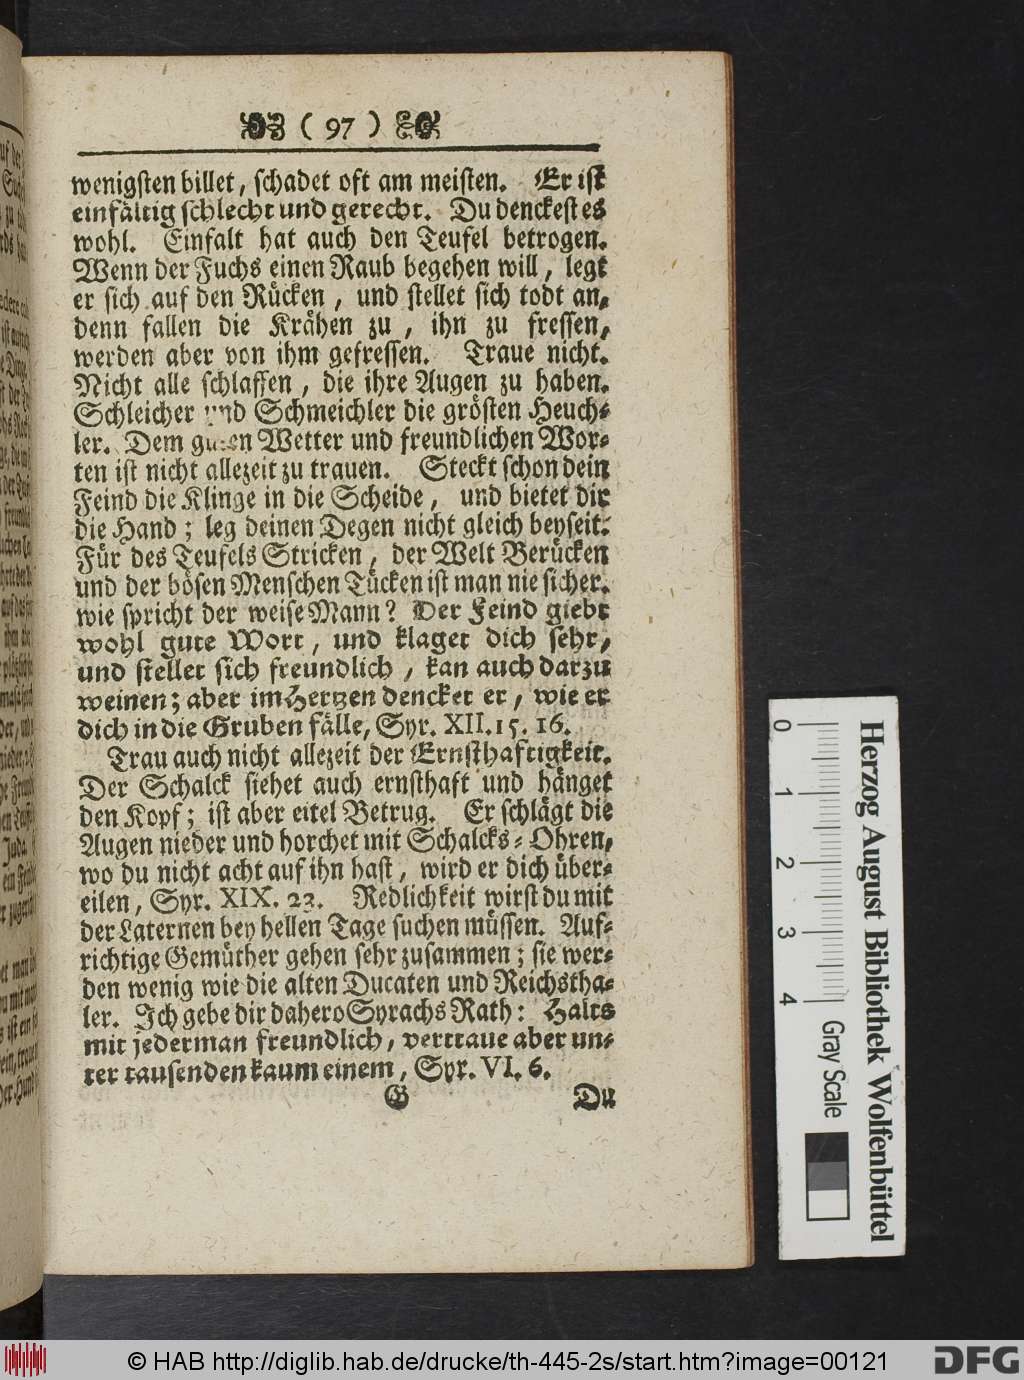 ( 97 )
wenigsten billet, schadet oft am meisten. Er ist
einfältig schlecht und gerecht. Du denckest es
wohl. Einfalt hat auch den Teufel betrogen.
Wenn der Fuchs einen Raub begehen will, legt
er sich auf den Rücken, und stellet sich todt an,
denn fallen die Krähen zu, ihn zu fressen,
werden aber von ihm gefressen. Traue nicht.
Nicht alle schlaffen, die ihre Augen zu haben.
Schleicher und Schmeichler die grösten Heuch-
ler. Dem guten Wetter und freundlichen Wor-
ten ist nicht allezeit zu trauen. Steckt schon dein
Feind die Klinge in die Scheide, und bietet dir
die Hand; leg deinen Degen nicht gleich beyseit.
Für des Teufels Stricken, der Welt Berücken
und der bösen Menschen Tücken ist man nie sicher.
wie spricht der weise Mann? Der Feind giebt
wohl gute Wort, und klaget dich sehr,
und stellet sich freundlich, kan auch darzu
weinen; aber im Hertzen dencket er, wie er
dich in die Gruben fälle, Syr. XII. 15. 16.
Trau auch nicht allezeit der Ernsthaftigkeit.
Der Schalck siehet auch ernsthaft und hänget
den Kopf; ist aber eitel Betrug. Er schlägt die
Augen nieder und horchet mit Schalcks-Ohren,
wo du nicht acht auf ihn hast, wird er dich über-
eilen, Syr. XIX. 23. Redlichkeit wirst du mit
der Laternen bey hellen Tage suchen müssen. Auf-
richtige Gemüther gehen sehr zusammen; sie wer-
den wenig wie die alten Ducaten und Reichstha-
ler. Ich gebe dir dahero Syrachs Rath: Halts
mit jederman freundlich, vertraue aber un-
ter tausenden kaum einem, Syr. VI. 6.
G Du
0 1 2 3 4
Gray Scale
Herzog August Bibliothek Wolfenbüttel
© HAB http://diglib.hab.de/drucke/th-445-2s/start.htm?image=00121
DFG